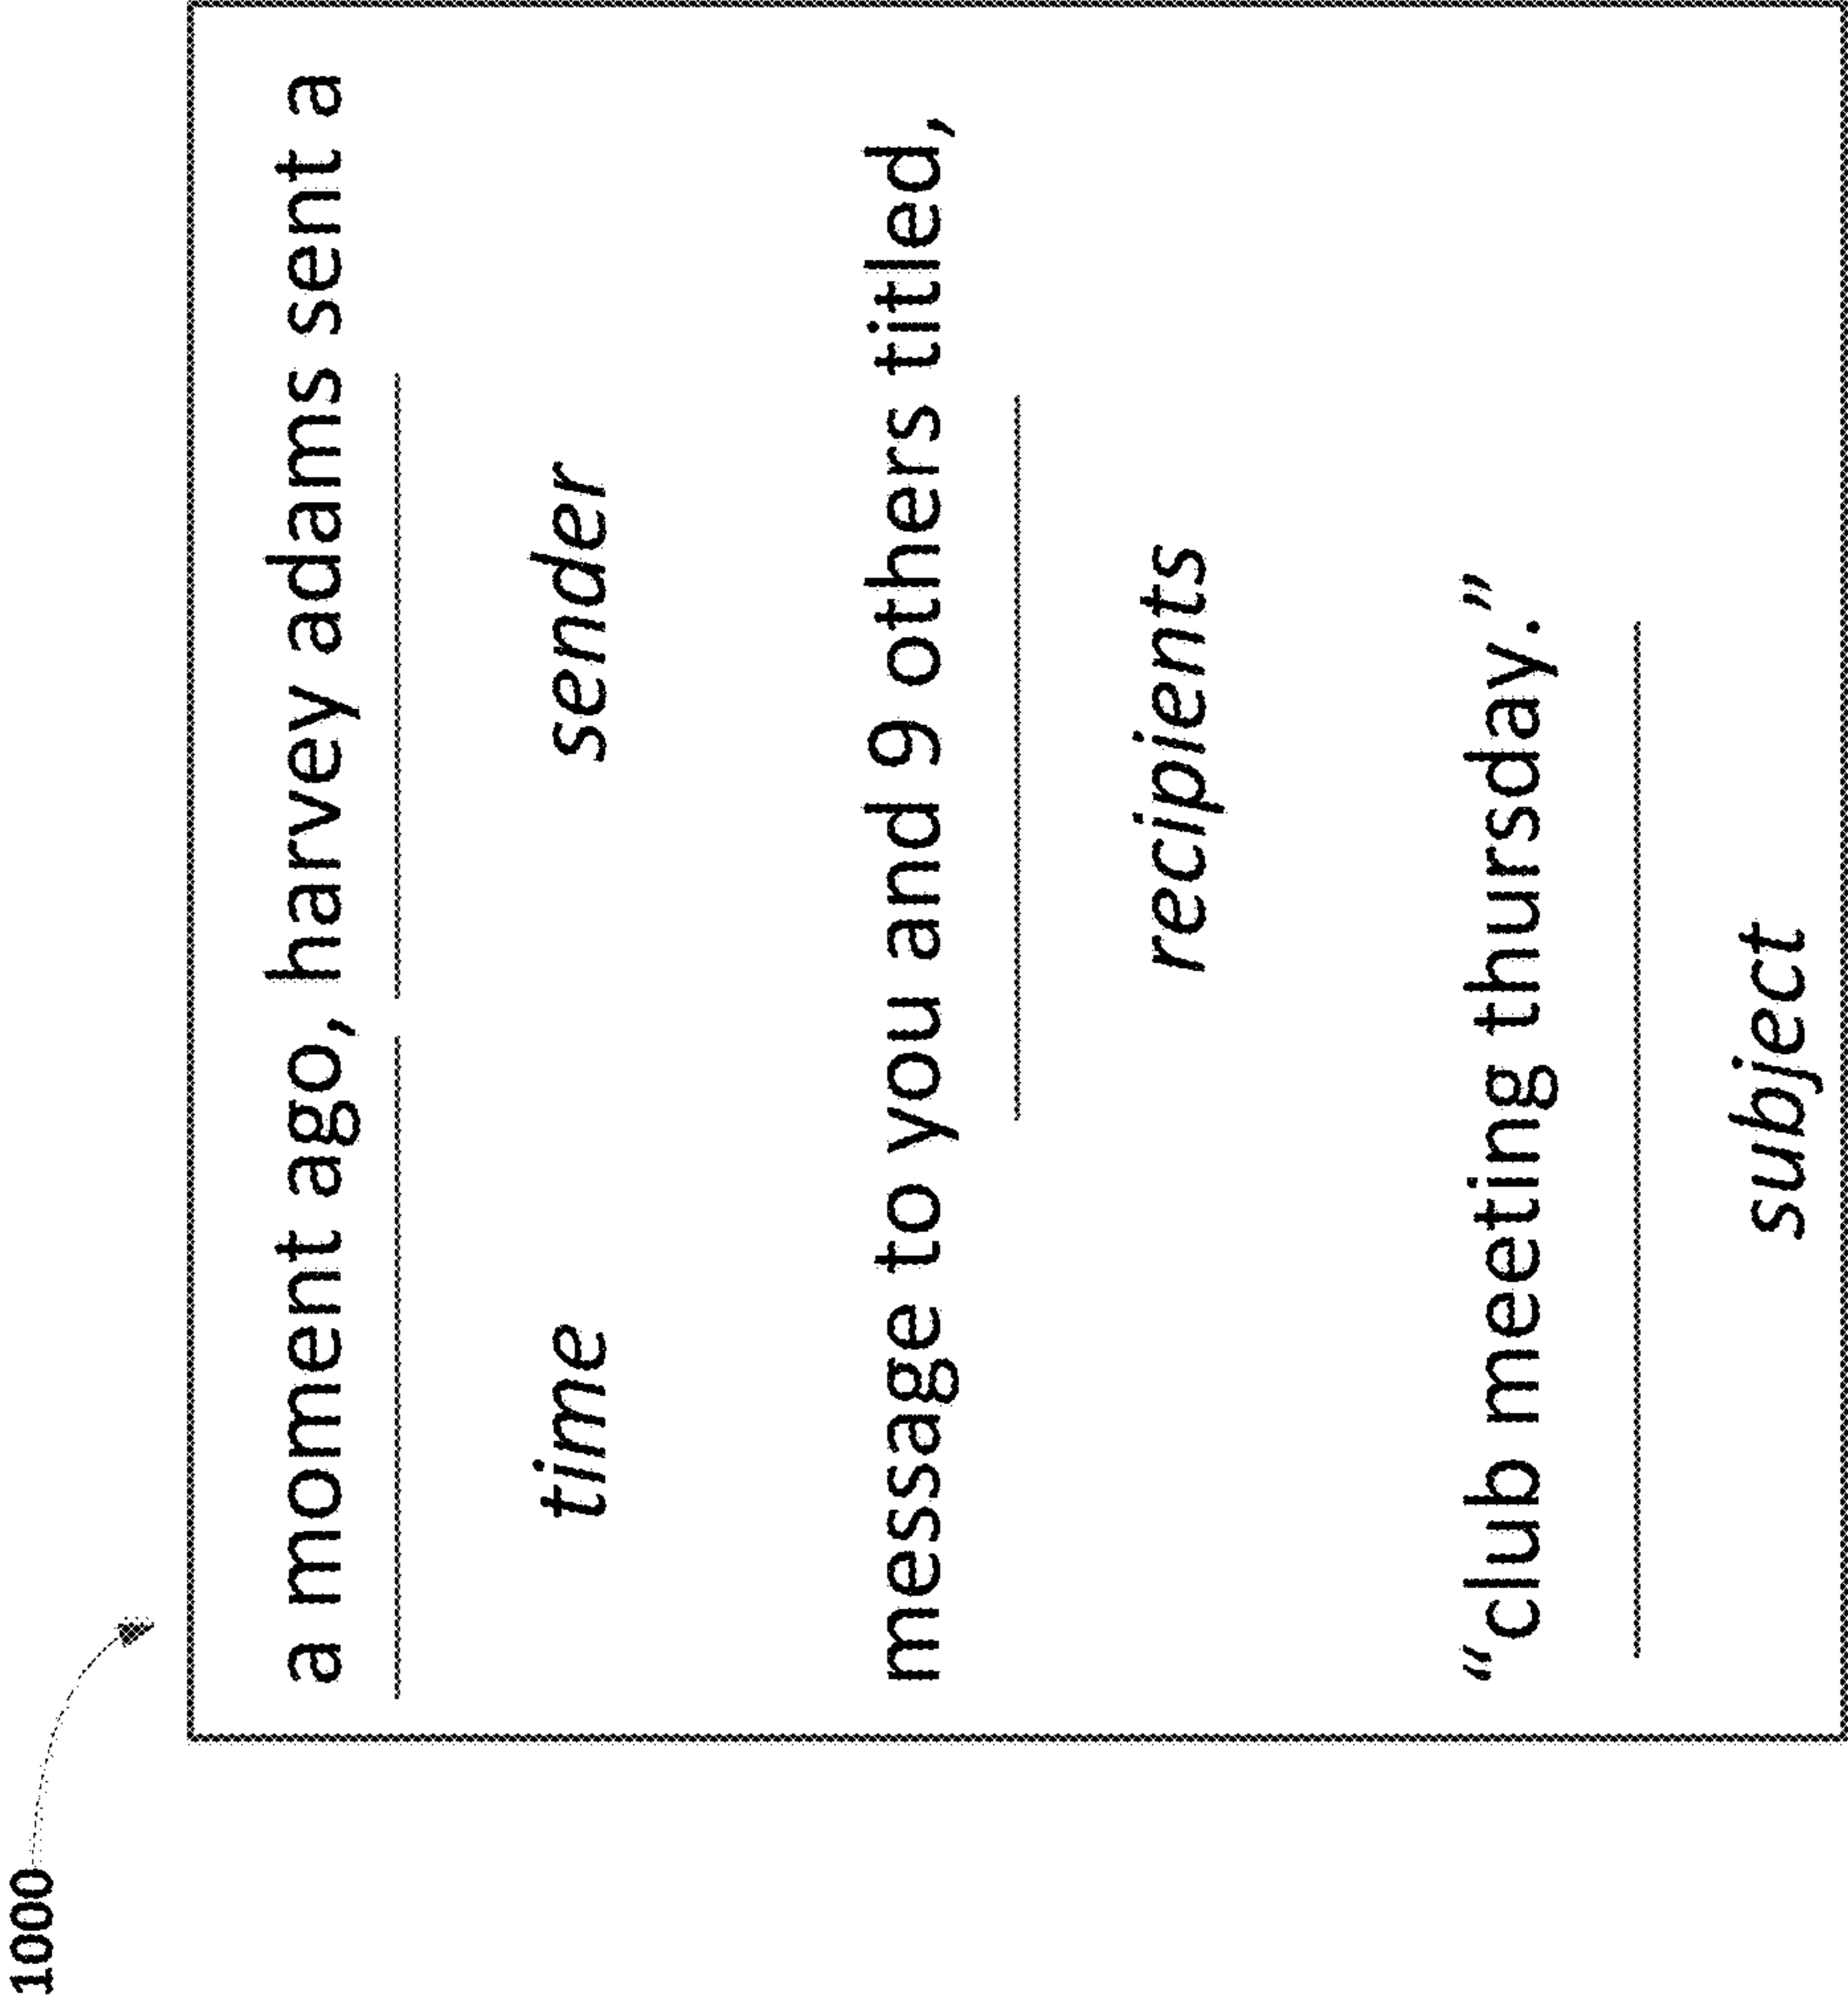 1000
a moment ago, harvey adams sent a
time sender
message to you and 9 others titled,
recipients
“club meeting thursday.”
subject